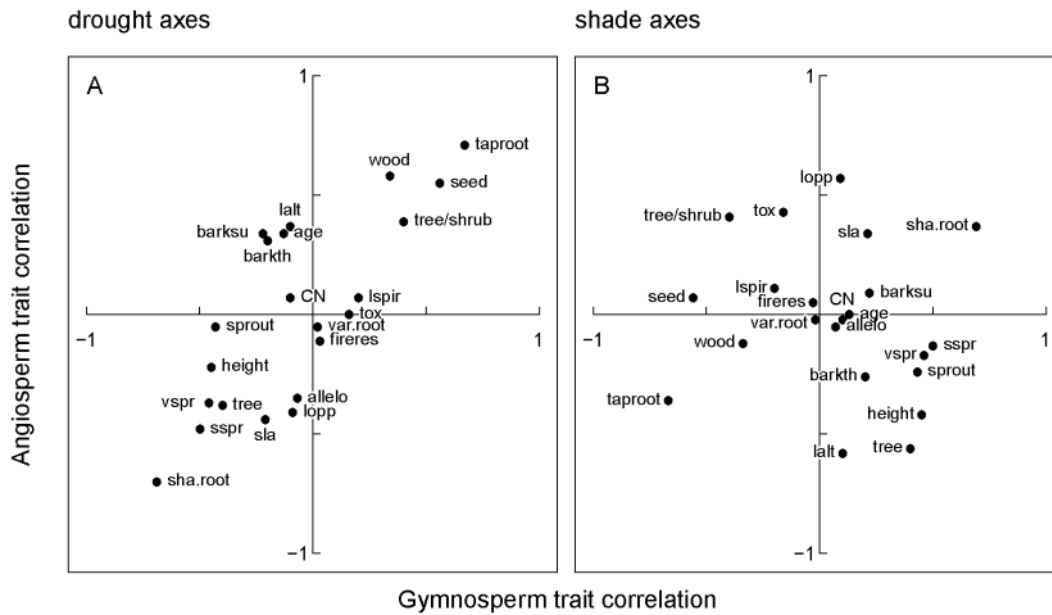 drought axes
shade axes
A
1
taproot
wood
seed
lalt
tree/shrub
barksu
age
barkth
CN
lspir
tox
-1
sprout
var.root
1
fireres
height
vspr
tree
allelo
lopp
sspr
sla
sha.root
−1
B
1
lopp
tree/shrub
tox
sla
sha.root
lspir
seed
fireres
CN
barksu
age
var.root
allelo
-1
wood
1
sspr
vspr
sprout
barkth
taproot
height
lalt
tree
−1
Angiosperm trait correlation
Gymnosperm trait correlation